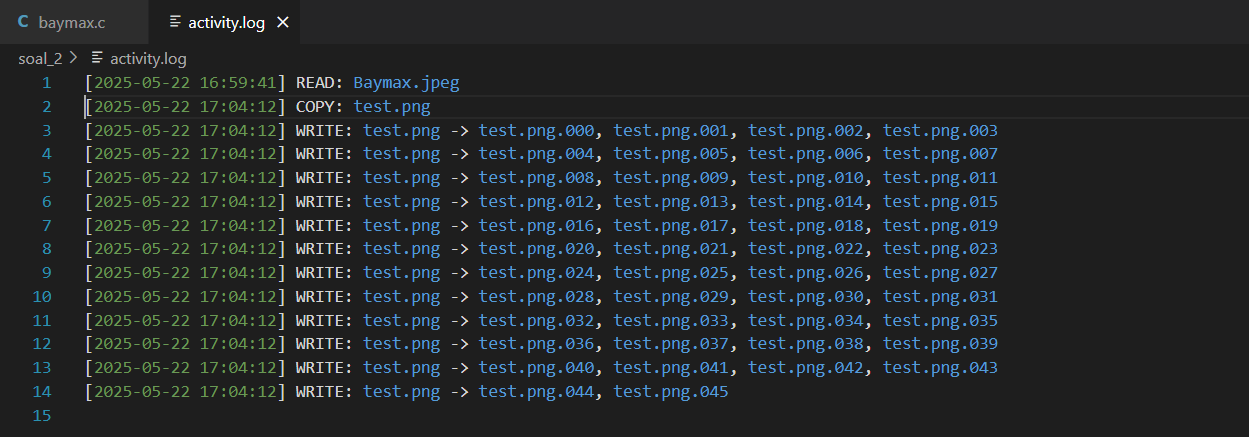 C baymax.c activity.log ×
soal_2 > activity.log
1 [2025-05-22 16:59:41] READ: Baymax.jpeg
2 [2025-05-22 17:04:12] COPY: test.png
3 [2025-05-22 17:04:12] WRITE: test.png -> test.png.000, test.png.001, test.png.002, test.png.003
4 [2025-05-22 17:04:12] WRITE: test.png -> test.png.004, test.png.005, test.png.006, test.png.007
5 [2025-05-22 17:04:12] WRITE: test.png -> test.png.008, test.png.009, test.png.010, test.png.011
6 [2025-05-22 17:04:12] WRITE: test.png -> test.png.012, test.png.013, test.png.014, test.png.015
7 [2025-05-22 17:04:12] WRITE: test.png -> test.png.016, test.png.017, test.png.018, test.png.019
8 [2025-05-22 17:04:12] WRITE: test.png -> test.png.020, test.png.021, test.png.022, test.png.023
9 [2025-05-22 17:04:12] WRITE: test.png -> test.png.024, test.png.025, test.png.026, test.png.027
10 [2025-05-22 17:04:12] WRITE: test.png -> test.png.028, test.png.029, test.png.030, test.png.031
11 [2025-05-22 17:04:12] WRITE: test.png -> test.png.032, test.png.033, test.png.034, test.png.035
12 [2025-05-22 17:04:12] WRITE: test.png -> test.png.036, test.png.037, test.png.038, test.png.039
13 [2025-05-22 17:04:12] WRITE: test.png -> test.png.040, test.png.041, test.png.042, test.png.043
14 [2025-05-22 17:04:12] WRITE: test.png -> test.png.044, test.png.045
15